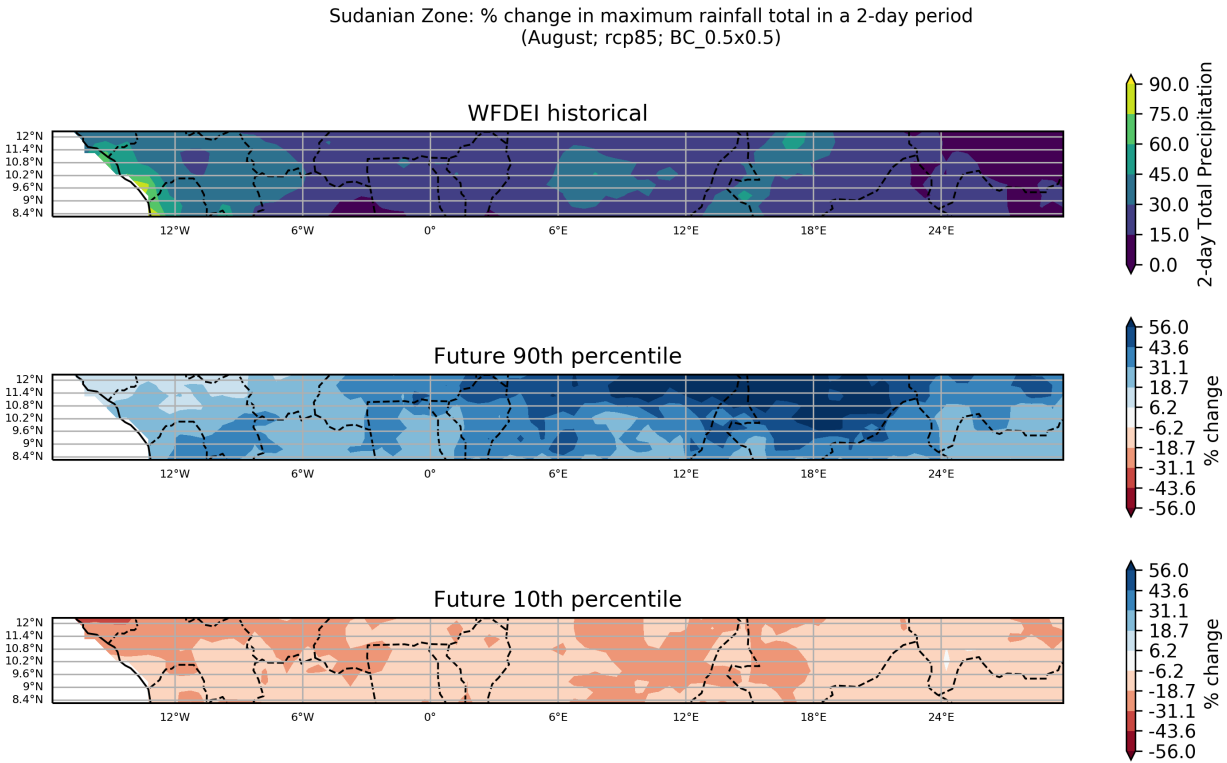 Sudanian Zone: % change in maximum rainfall total in a 2-day period
(August; rcp85; BC_0.5x0.5)
WFDEI historical
12°N
11.4°N
10.8°N
10.2°N
9.6°N
9°N
8.4°N
12°W 6°W 0° 6°E 12°E 18°E 24°E
90.0
75.0
60.0
45.0
30.0
15.0
0.0
2-day Total Precipitation
Future 90th percentile
12°N
11.4°N
10.8°N
10.2°N
9.6°N
9°N
8.4°N
12°W 6°W 0° 6°E 12°E 18°E 24°E
56.0
43.6
31.1
18.7
6.2
-6.2
-18.7
-31.1
-43.6
-56.0
% change
Future 10th percentile
12°N
11.4°N
10.8°N
10.2°N
9.6°N
9°N
8.4°N
12°W 6°W 0° 6°E 12°E 18°E 24°E
56.0
43.6
31.1
18.7
6.2
-6.2
-18.7
-31.1
-43.6
-56.0
% change